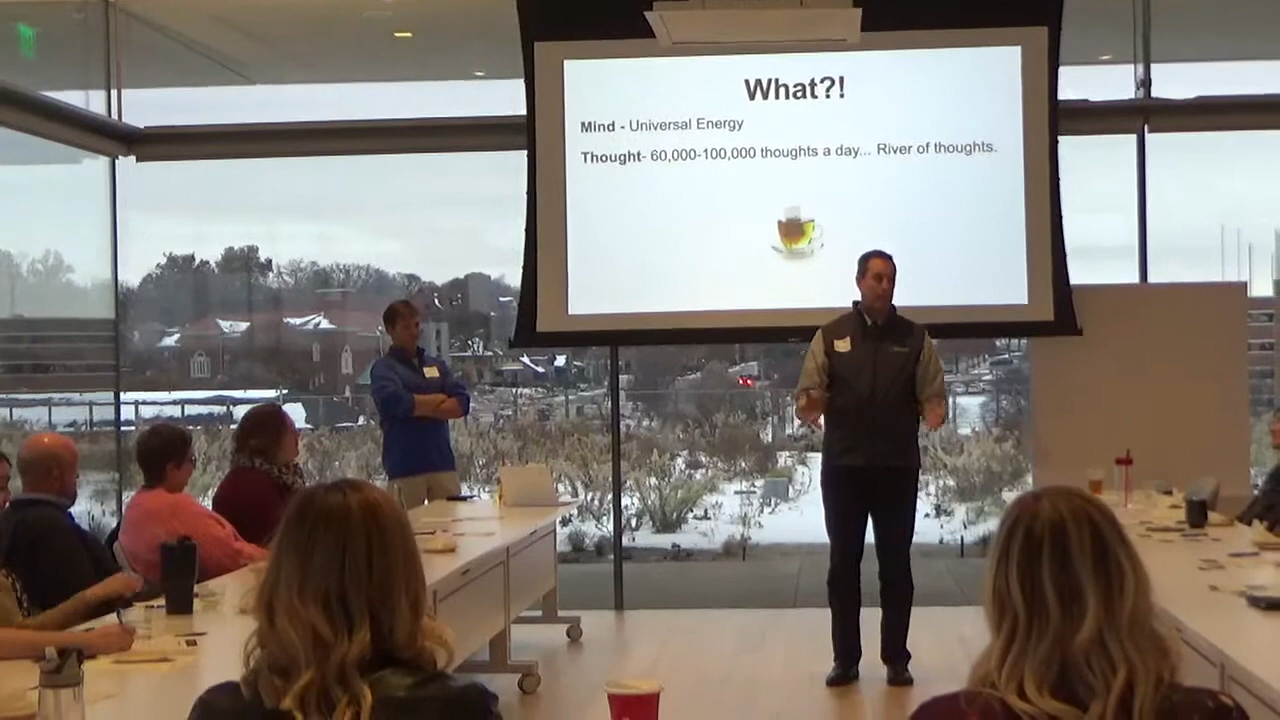 What?!
Mind - Universal Energy
Thought- 60,000-100,000 thoughts a day... River of thoughts.